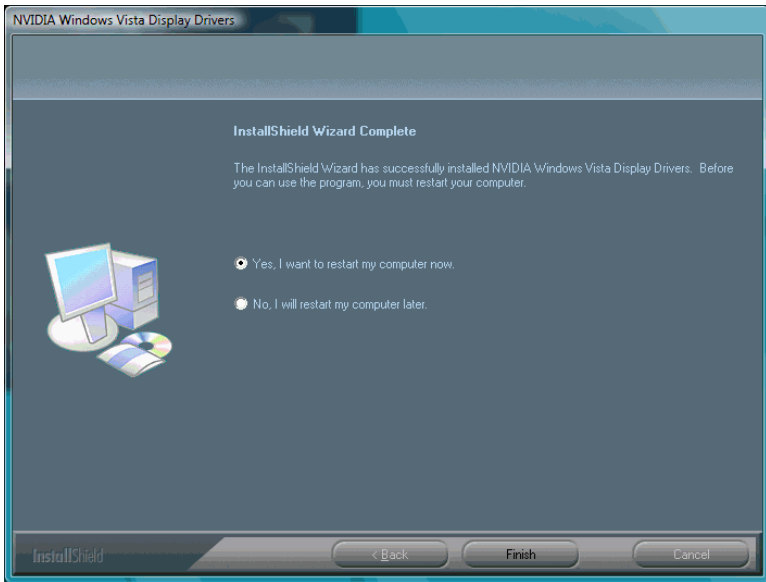 NVIDIA Windows Vista Display Drivers
InstallShield Wizard Complete
The InstallShield Wizard has successfully installed NVIDIA Windows Vista Display Drivers. Before
you can use the program, you must restart your computer.
Yes, I want to restart my computer now.
No, I will restart my computer later.
InstallShield
< Back
Finish
Cancel